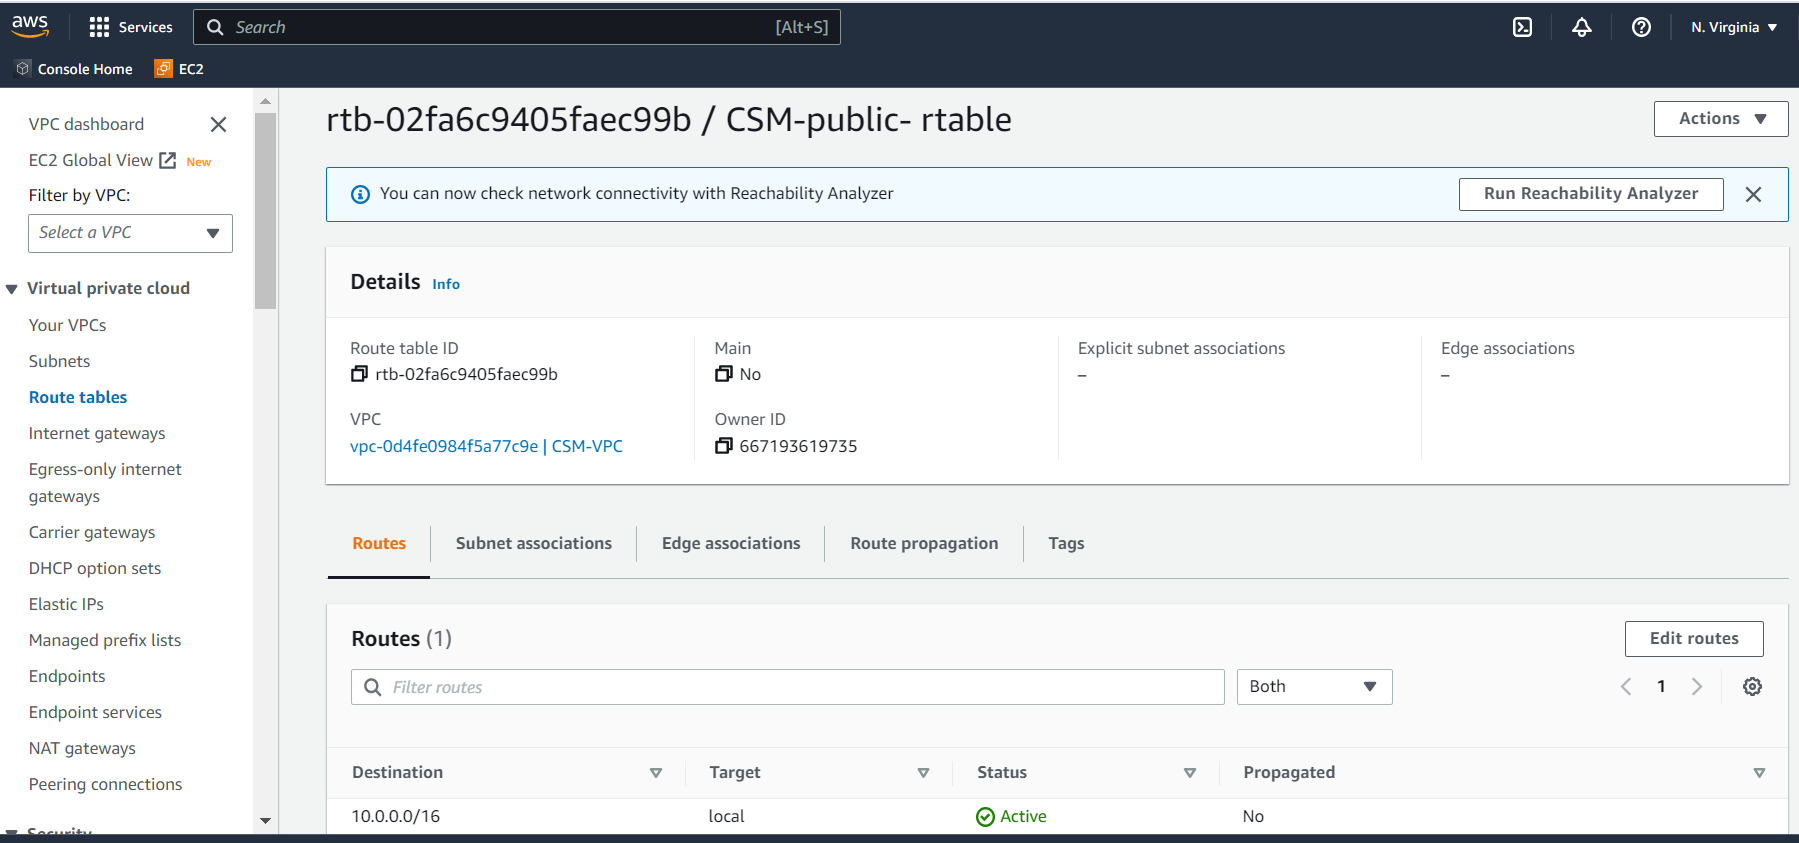 aws
Services
Search [Alt+S]
N. Virginia
Console Home
EC2
VPC dashboard
EC2 Global View New
Filter by VPC:
Select a VPC
Virtual private cloud
Your VPCs
Subnets
Route tables
Internet gateways
Egress-only internet
gateways
Carrier gateways
DHCP option sets
Elastic IPs
Managed prefix lists
Endpoints
Endpoint services
NAT gateways
Peering connections
Security
rtb-02fa6c9405faec99b / CSM-public- rtable
Actions
You can now check network connectivity with Reachability Analyzer
Run Reachability Analyzer
Details Info
Route table ID
rtb-02fa6c9405faec99b
VPC
vpc-0d4fe0984f5a77c9e | CSM-VPC
Main
No
Owner ID
667193619735
Explicit subnet associations
–
Edge associations
–
Routes
Subnet associations
Edge associations
Route propagation
Tags
Routes (1)
Edit routes
Filter routes
Both
1
Destination Target Status Propagated
10.0.0.0/16 local Active No